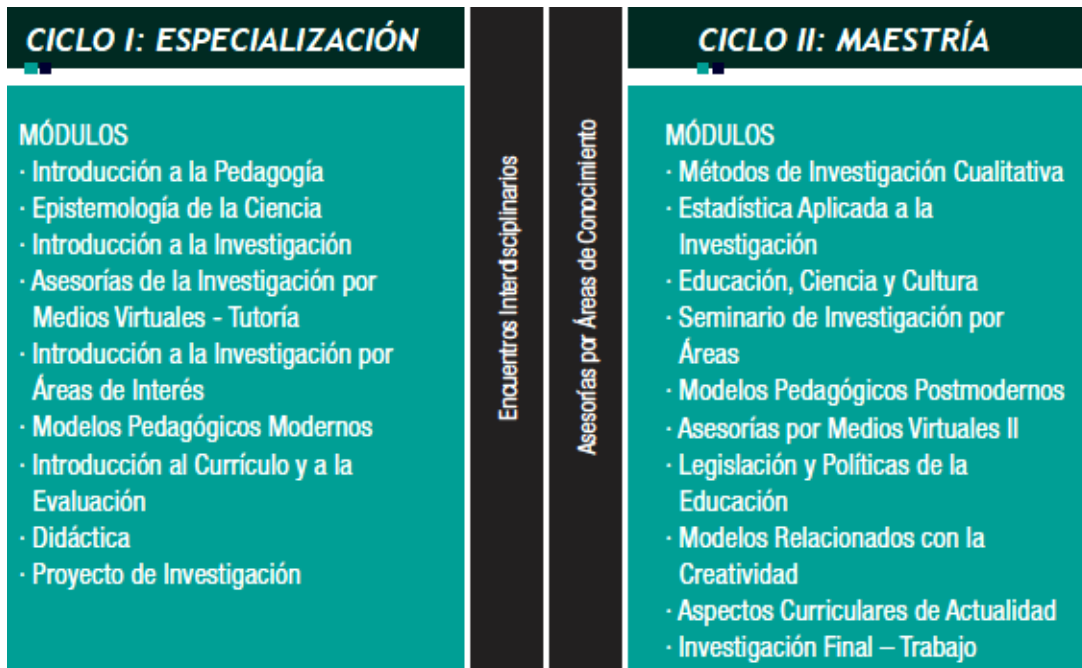 CICLO I: ESPECIALIZACIÓN
MÓDULOS
· Introducción a la Pedagogía
· Epistemología de la Ciencia
· Introducción a la Investigación
· Asesorías de la Investigación por
Medios Virtuales - Tutoría
· Introducción a la Investigación por
Áreas de Interés
· Modelos Pedagógicos Modernos
· Introducción al Currículo y a la
Evaluación
· Didáctica
· Proyecto de Investigación
Encuentros Interdisciplinarios
Asesorías por Áreas de Conocimiento
CICLO II: MAESTRÍA
MÓDULOS
· Métodos de Investigación Cualitativa
· Estadística Aplicada a la
Investigación
· Educación, Ciencia y Cultura
· Seminario de Investigación por
Áreas
· Modelos Pedagógicos Postmodernos
· Asesorías por Medios Virtuales II
· Legislación y Políticas de la
Educación
· Modelos Relacionados con la
Creatividad
· Aspectos Curriculares de Actualidad
· Investigación Final – Trabajo